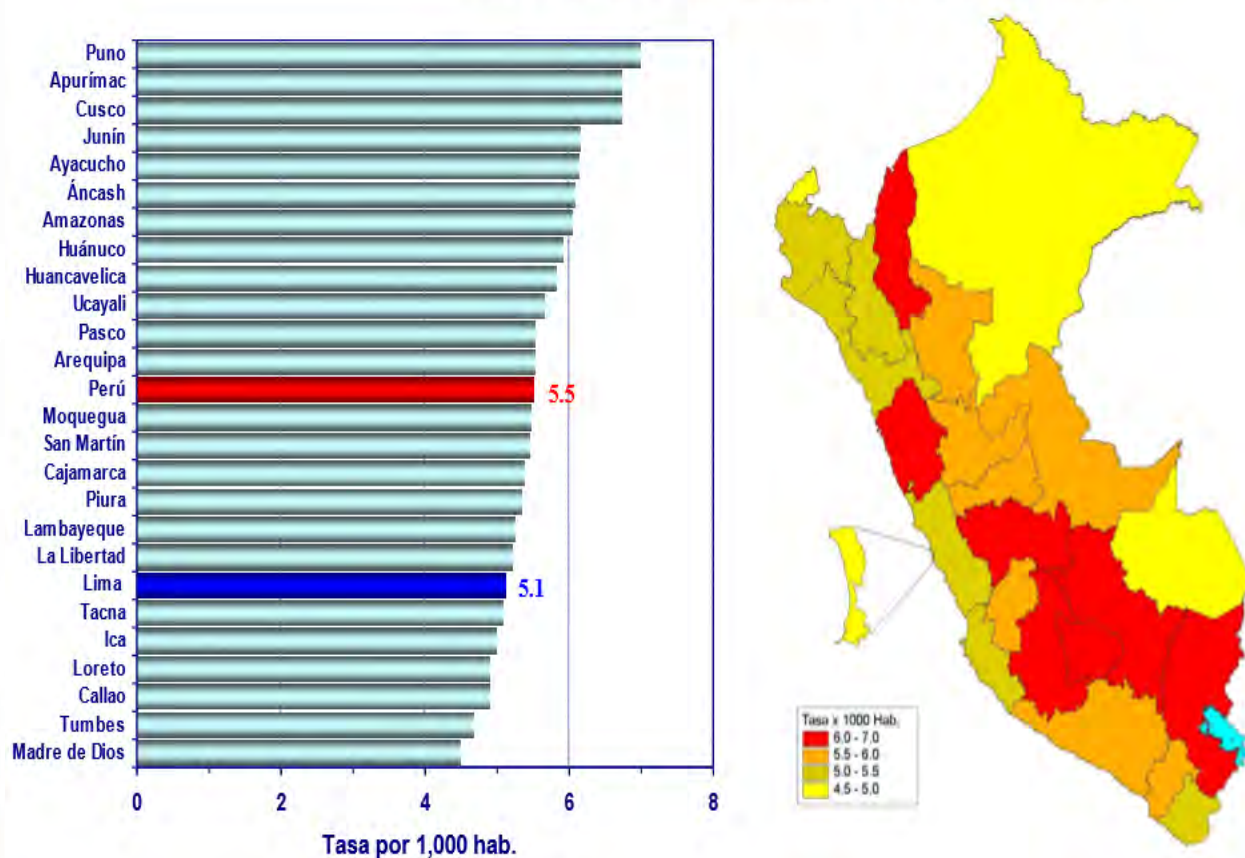 Puno
Apurímac
Cusco
Junín
Ayacucho
Áncash
Amazonas
Huánuco
Huancavelica
Ucayali
Pasco
Arequipa
Perú 5.5
Moquegua
San Martín
Cajamarca
Piura
Lambayeque
La Libertad
Lima 5.1
Tacna
Ica
Loreto
Callao
Tumbes
Madre de Dios
0 2 4 6 8
Tasa por 1,000 hab.
Tasa x 1000 Hab.
6,0 - 7,0
5.5 - 6.0
5.0 - 5.5
4.5 - 5.0